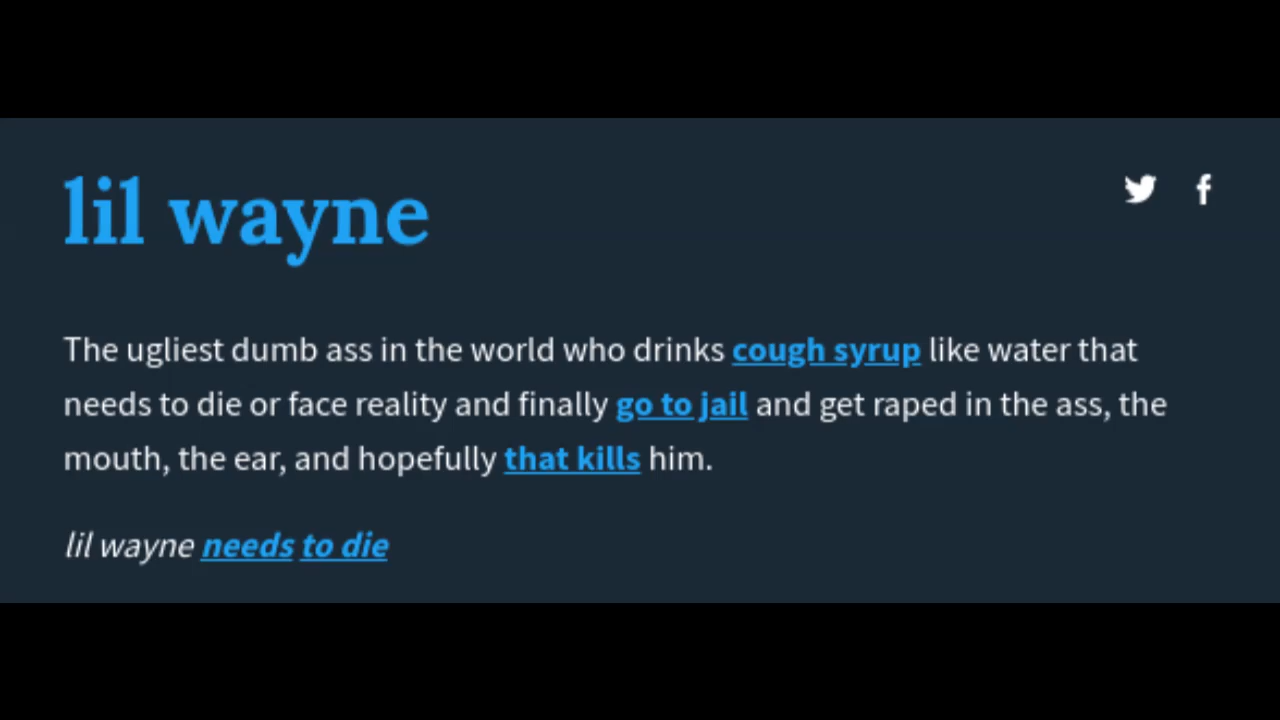 lil wayne
The ugliest dumb ass in the world who drinks cough syrup like water that
needs to die or face reality and finally go to jail and get raped in the ass, the
mouth, the ear, and hopefully that kills him.
lil wayne needs to die